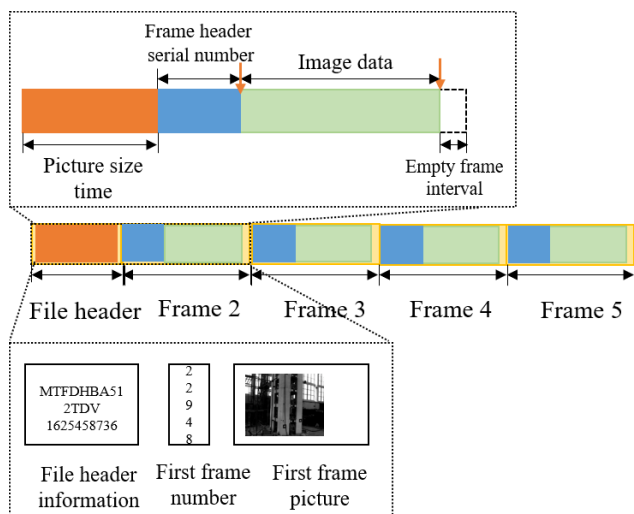 Frame header
serial number
Image data
Picture size
time
Empty frame
interval
File header
Frame 2
Frame 3
Frame 4
Frame 5
MTFDHBA51
2TDV
1625458736
2
2
9
4
8
File header
information
First frame
number
First frame
picture